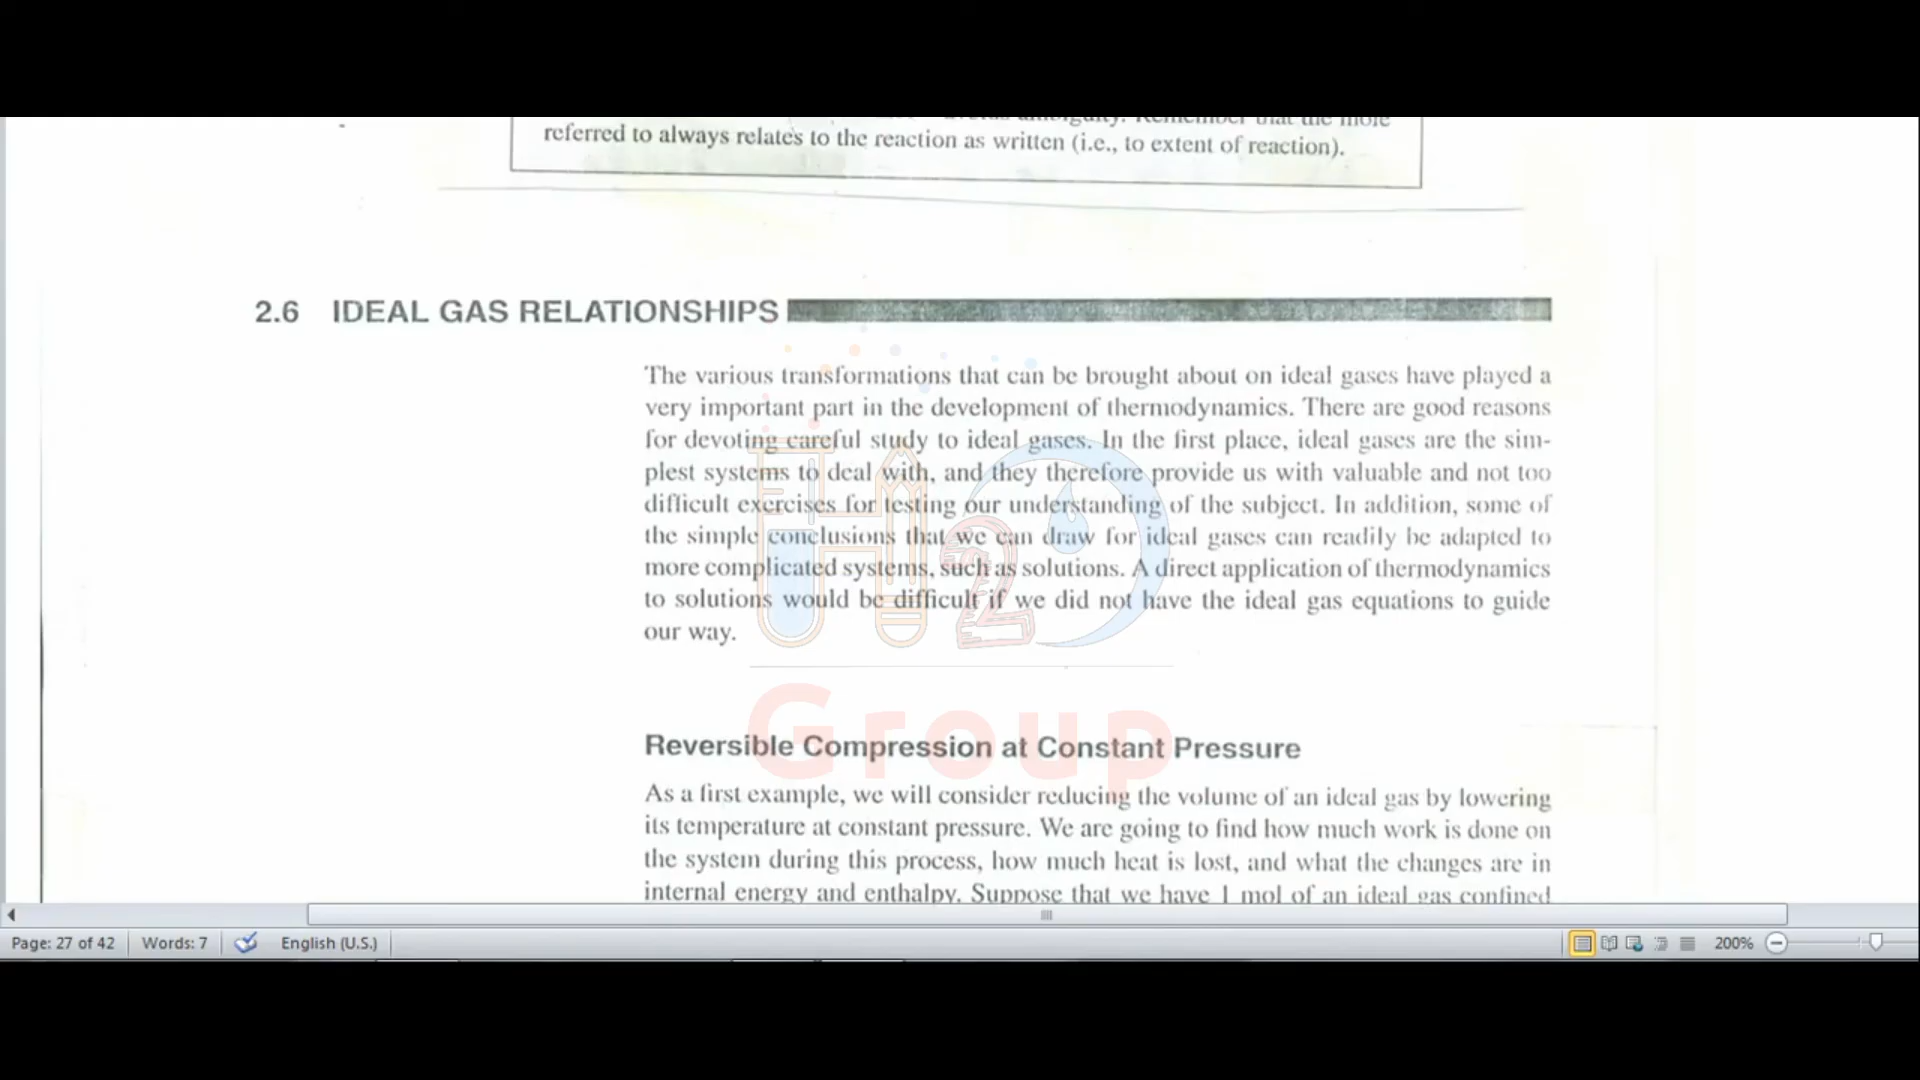 ambiguity. Remember that the mole
referred to always relates to the reaction as written (i.e., to extent of reaction).
2.6 IDEAL GAS RELATIONSHIPS
The various transformations that can be brought about on ideal gases have played a
very important part in the development of thermodynamics. There are good reasons
for devoting careful study to ideal gases. In the first place, ideal gases are the sim-
plest systems to deal with, and they therefore provide us with valuable and not too
difficult exercises for testing our understanding of the subject. In addition, some of
the simple conclusions that we can draw for ideal gases can readily be adapted to
more complicated systems, such as solutions. A direct application of thermodynamics
to solutions would be difficult if we did not have the ideal gas equations to guide
our way.
H2O
Group
Reversible Compression at Constant Pressure
As a first example, we will consider reducing the volume of an ideal gas by lowering
its temperature at constant pressure. We are going to find how much work is done on
the system during this process, how much heat is lost, and what the changes are in
internal energy and enthalpy. Suppose that we have 1 mol of an ideal gas confined
Page: 27 of 42 Words: 7 English (U.S.) 200%